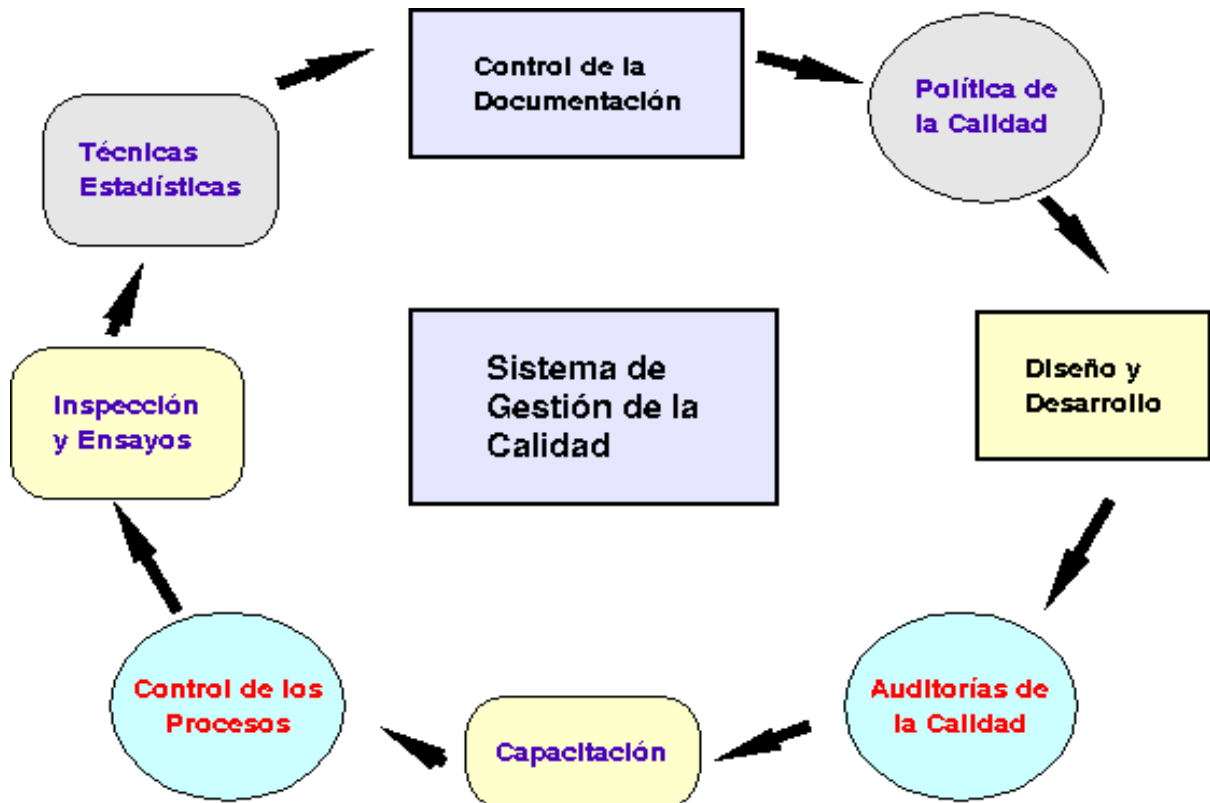 Control de la
Documentación
Política de
la Calidad
Técnicas
Estadísticas
Sistema de
Gestión de la
Calidad
Diseño y
Desarrollo
Inspección
y Ensayos
Control de los
Procesos
Auditorías de
la Calidad
Capacitación